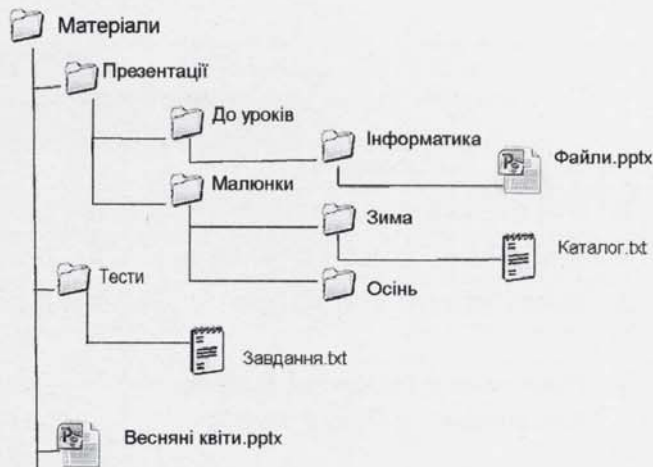 Матеріали
Презентації
До уроків
Інформатика
Файли.pptx
Малюнки
Зима
Каталог.txt
Тести
Осінь
Завдання.txt
Весняні квіти.pptx